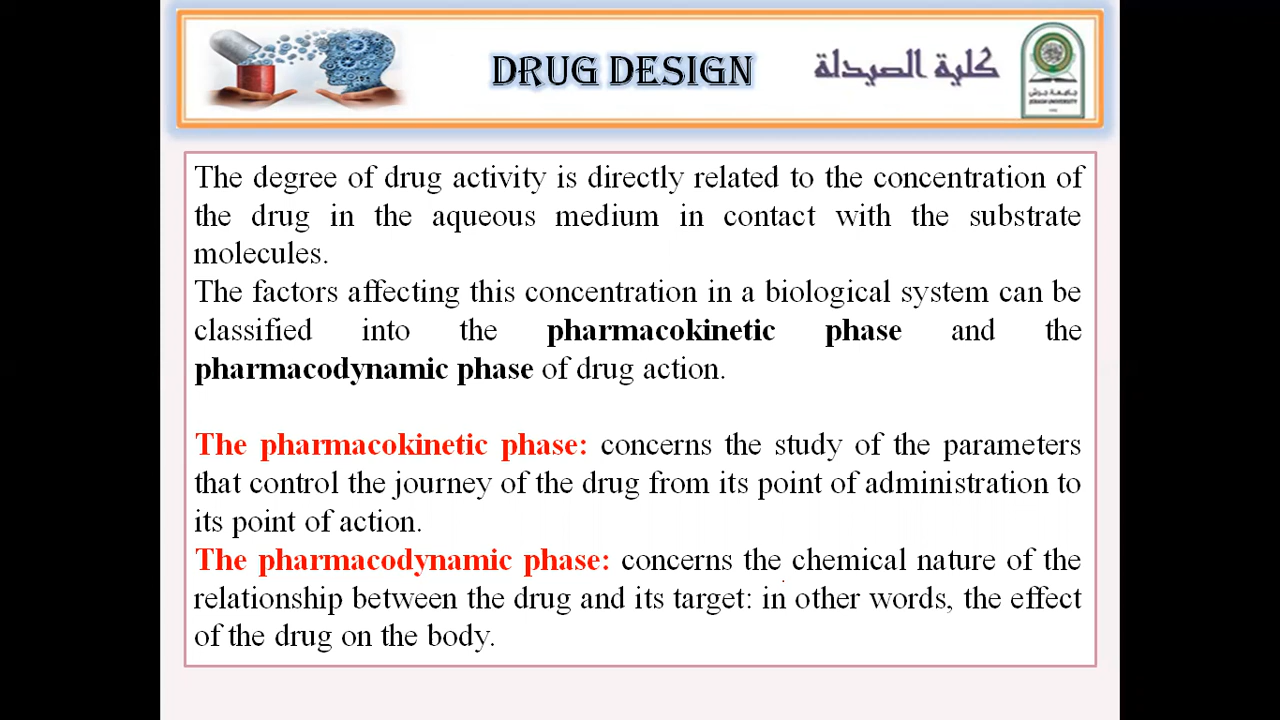 DRUG DESIGN
كلية الصيدلة
جامعة جرش
JERASH UNIVERSITY
The degree of drug activity is directly related to the concentration of
the drug in the aqueous medium in contact with the substrate
molecules.
The factors affecting this concentration in a biological system can be
classified into the pharmacokinetic phase and the
pharmacodynamic phase of drug action.
The pharmacokinetic phase: concerns the study of the parameters
that control the journey of the drug from its point of administration to
its point of action.
The pharmacodynamic phase: concerns the chemical nature of the
relationship between the drug and its target: in other words, the effect
of the drug on the body.